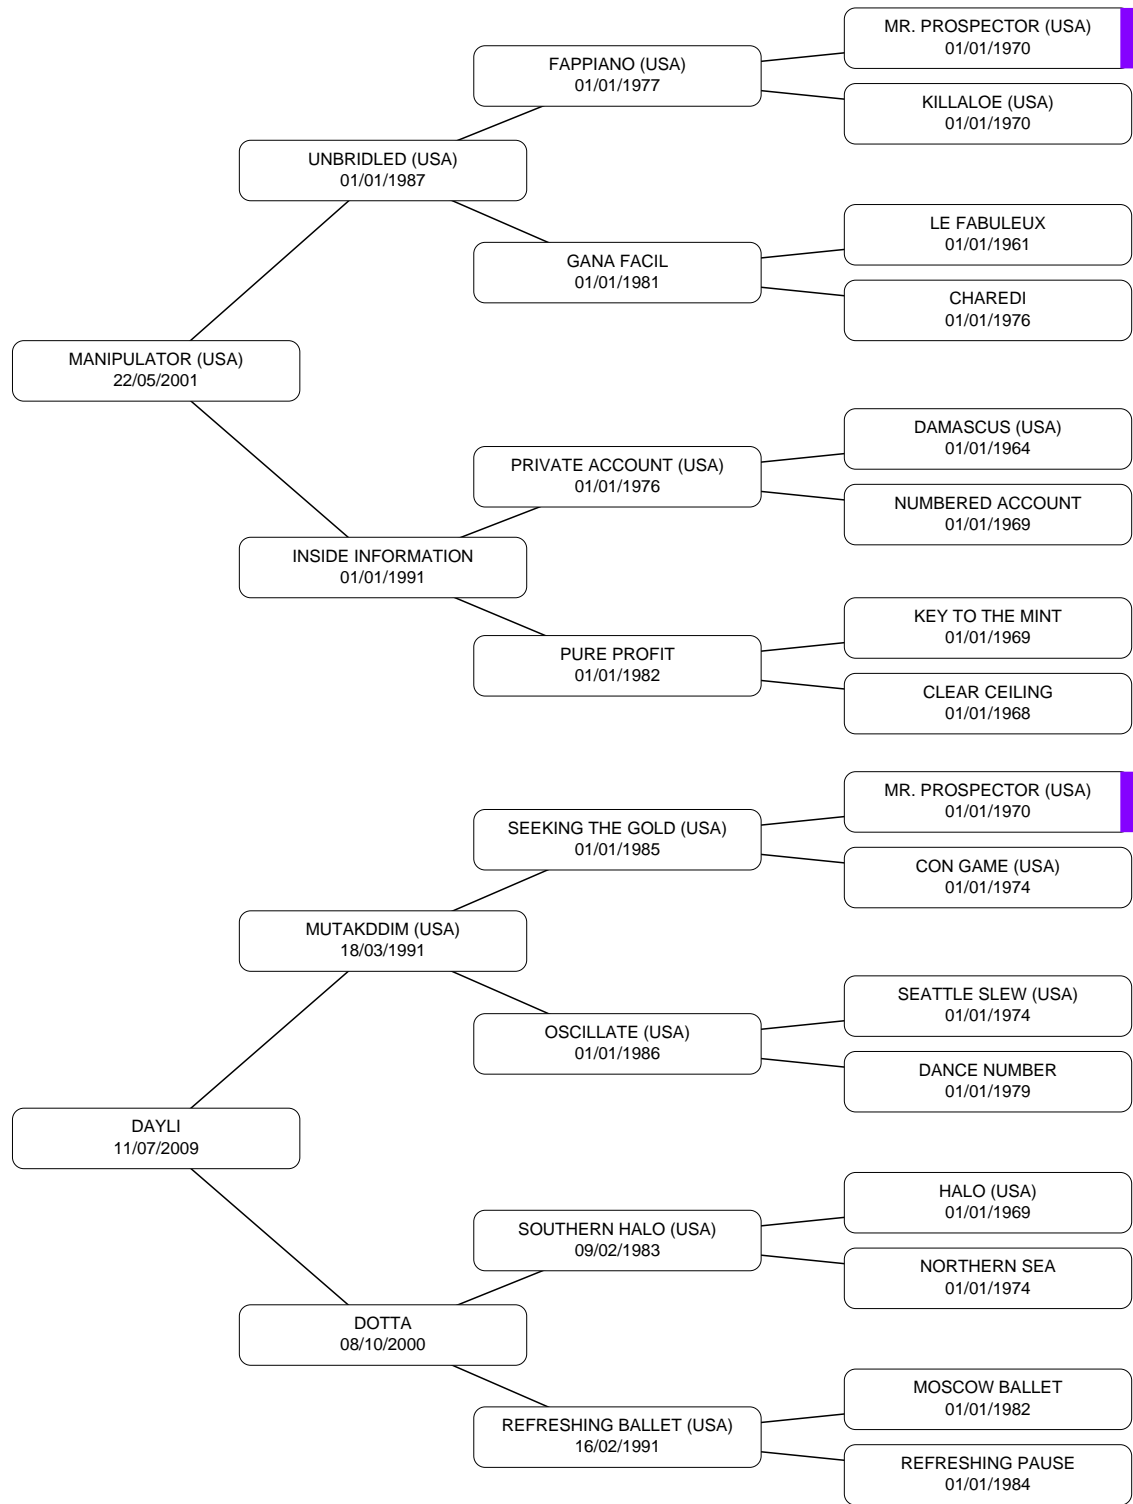 MR. PROSPECTOR (USA)
01/01/1970
FAPPIANO (USA)
01/01/1977
KILLALOE (USA)
01/01/1970
UNBRIDLED (USA)
01/01/1987
LE FABULEUX
01/01/1961
GANA FACIL
01/01/1981
CHAREDI
01/01/1976
MANIPULATOR (USA)
22/05/2001
DAMASCUS (USA)
01/01/1964
PRIVATE ACCOUNT (USA)
01/01/1976
NUMBERED ACCOUNT
01/01/1969
INSIDE INFORMATION
01/01/1991
KEY TO THE MINT
01/01/1969
PURE PROFIT
01/01/1982
CLEAR CEILING
01/01/1968
MR. PROSPECTOR (USA)
01/01/1970
SEEKING THE GOLD (USA)
01/01/1985
CON GAME (USA)
01/01/1974
MUTAKDDIM (USA)
18/03/1991
SEATTLE SLEW (USA)
01/01/1974
OSCILLATE (USA)
01/01/1986
DANCE NUMBER
01/01/1979
DAYLI
11/07/2009
HALO (USA)
01/01/1969
SOUTHERN HALO (USA)
09/02/1983
NORTHERN SEA
01/01/1974
DOTTA
08/10/2000
MOSCOW BALLET
01/01/1982
REFRESHING BALLET (USA)
16/02/1991
REFRESHING PAUSE
01/01/1984